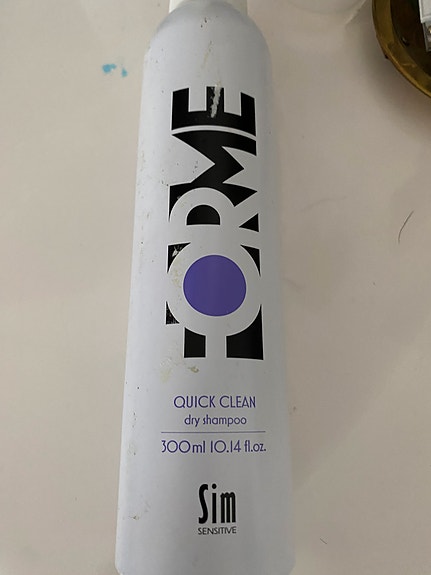 FORME
QUICK CLEAN
dry shampoo
300ml 10.14 fl.oz.
Sim
SENSITIVE